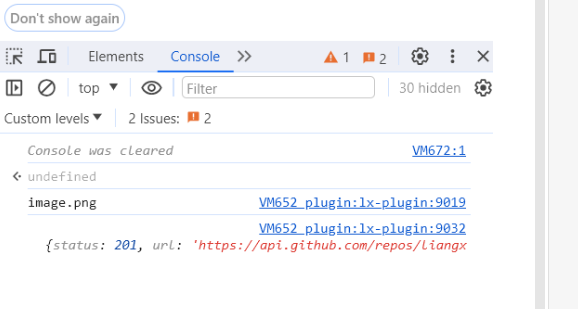 Don't show again
Elements Console 1 2
top Filter 30 hidden
Custom levels 2 Issues: 2
Console was cleared VM672:1
undefined
image.png VM652 plugin:lx-plugin:9019
VM652 plugin:lx-plugin:9032
{status: 201, url: 'https://api.github.com/repos/liangx